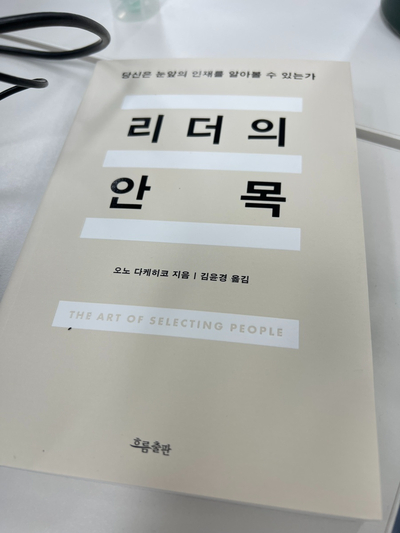 당신은 눈앞의 인재를 알아볼 수 있는가
리더의
안목
오노 다케히코 지음 | 김윤경 옮김
THE ART OF SELECTING PEOPLE
흐름출판